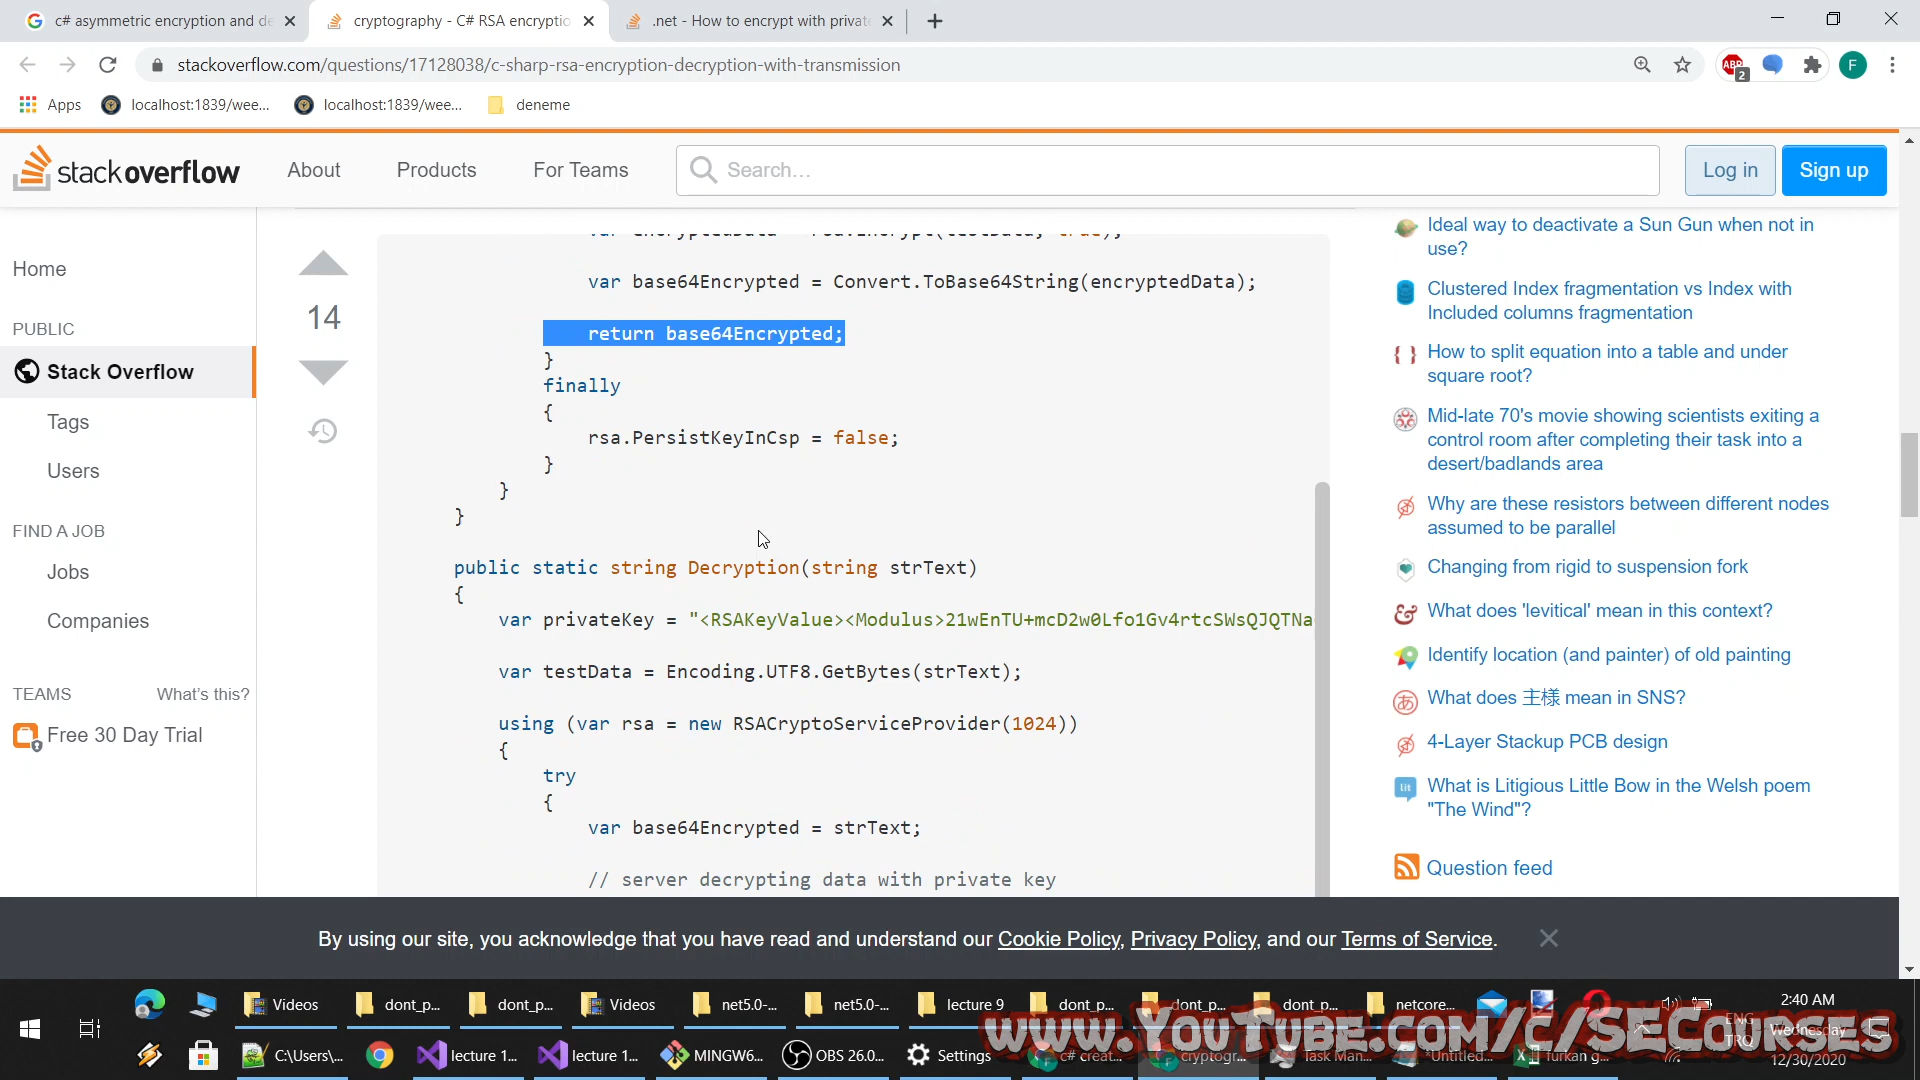 c# asymmetric encryption and de
cryptography - C# RSA encryptio
.net - How to encrypt with privat
stackoverflow.com/questions/17128038/c-sharp-rsa-encryption-decryption-with-transmission
ABP
2
F
Apps
localhost:1839/wee...
localhost:1839/wee...
deneme
stackoverflow
About
Products
For Teams
Search...
Log in
Sign up
Home
PUBLIC
Stack Overflow
Tags
Users
FIND A JOB
Jobs
Companies
TEAMS
What's this?
Free 30 Day Trial
14
var base64Encrypted = Convert.ToBase64String(encryptedData);
return base64Encrypted;
}
finally
{
rsa.PersistKeyInCsp = false;
}
}
}
public static string Decryption(string strText)
{
var privateKey = "<RSAKeyValue><Modulus>21wEnTU+mcD2w0Lfo1Gv4rtcSWsQJQTNa
var testData = Encoding.UTF8.GetBytes(strText);
using (var rsa = new RSACryptoServiceProvider(1024))
{
try
{
var base64Encrypted = strText;
// server decrypting data with private key
Ideal way to deactivate a Sun Gun when not in
use?
Clustered Index fragmentation vs Index with
Included columns fragmentation
How to split equation into a table and under
square root?
Mid-late 70's movie showing scientists exiting a
control room after completing their task into a
desert/badlands area
Why are these resistors between different nodes
assumed to be parallel
Changing from rigid to suspension fork
What does 'levitical' mean in this context?
Identify location (and painter) of old painting
What does 主様 mean in SNS?
4-Layer Stackup PCB design
lit
What is Litigious Little Bow in the Welsh poem
"The Wind"?
Question feed
By using our site, you acknowledge that you have read and understand our Cookie Policy, Privacy Policy, and our Terms of Service.
Videos
dont_p...
dont_p...
Videos
net5.0-...
net5.0-...
lecture 9
dont_p...
dont_p...
dont_p...
netcore...
2:40 AM
C:\Users\...
lecture 1...
lecture 1...
MINGW6...
OBS 26.0...
Settings
c# creat...
cryptogr...
Task Man...
*Untitled...
furkan g...
ENG
TRQ
Wednesday
12/30/2020
www.YouTube.com/c/SECourses